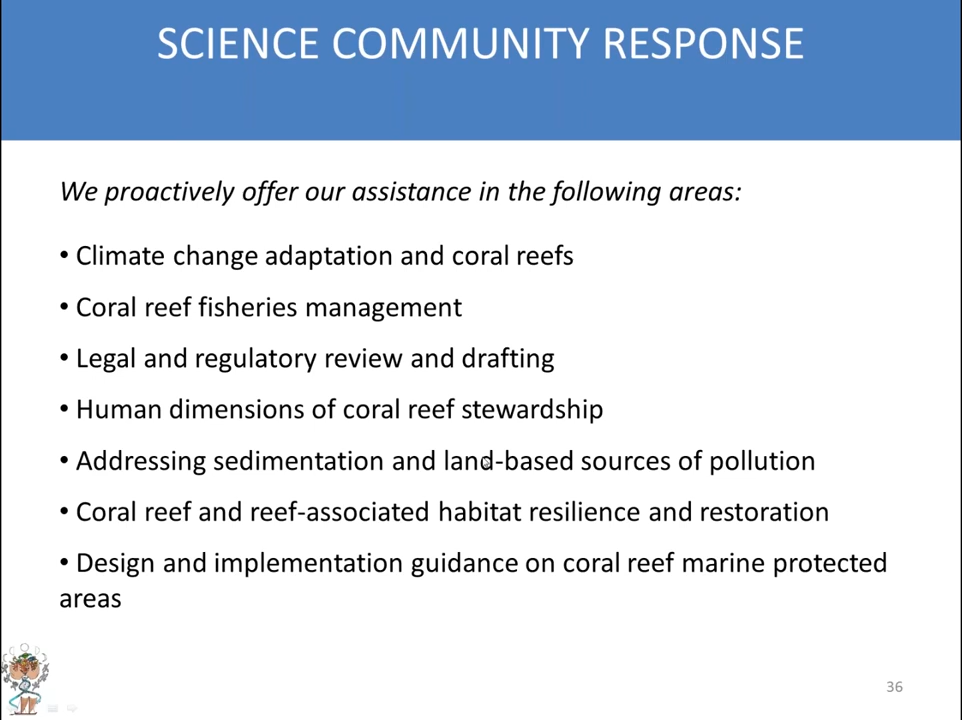 SCIENCE COMMUNITY RESPONSE
We proactively offer our assistance in the following areas:
• Climate change adaptation and coral reefs
• Coral reef fisheries management
• Legal and regulatory review and drafting
• Human dimensions of coral reef stewardship
• Addressing sedimentation and land-based sources of pollution
• Coral reef and reef-associated habitat resilience and restoration
• Design and implementation guidance on coral reef marine protected
areas
36